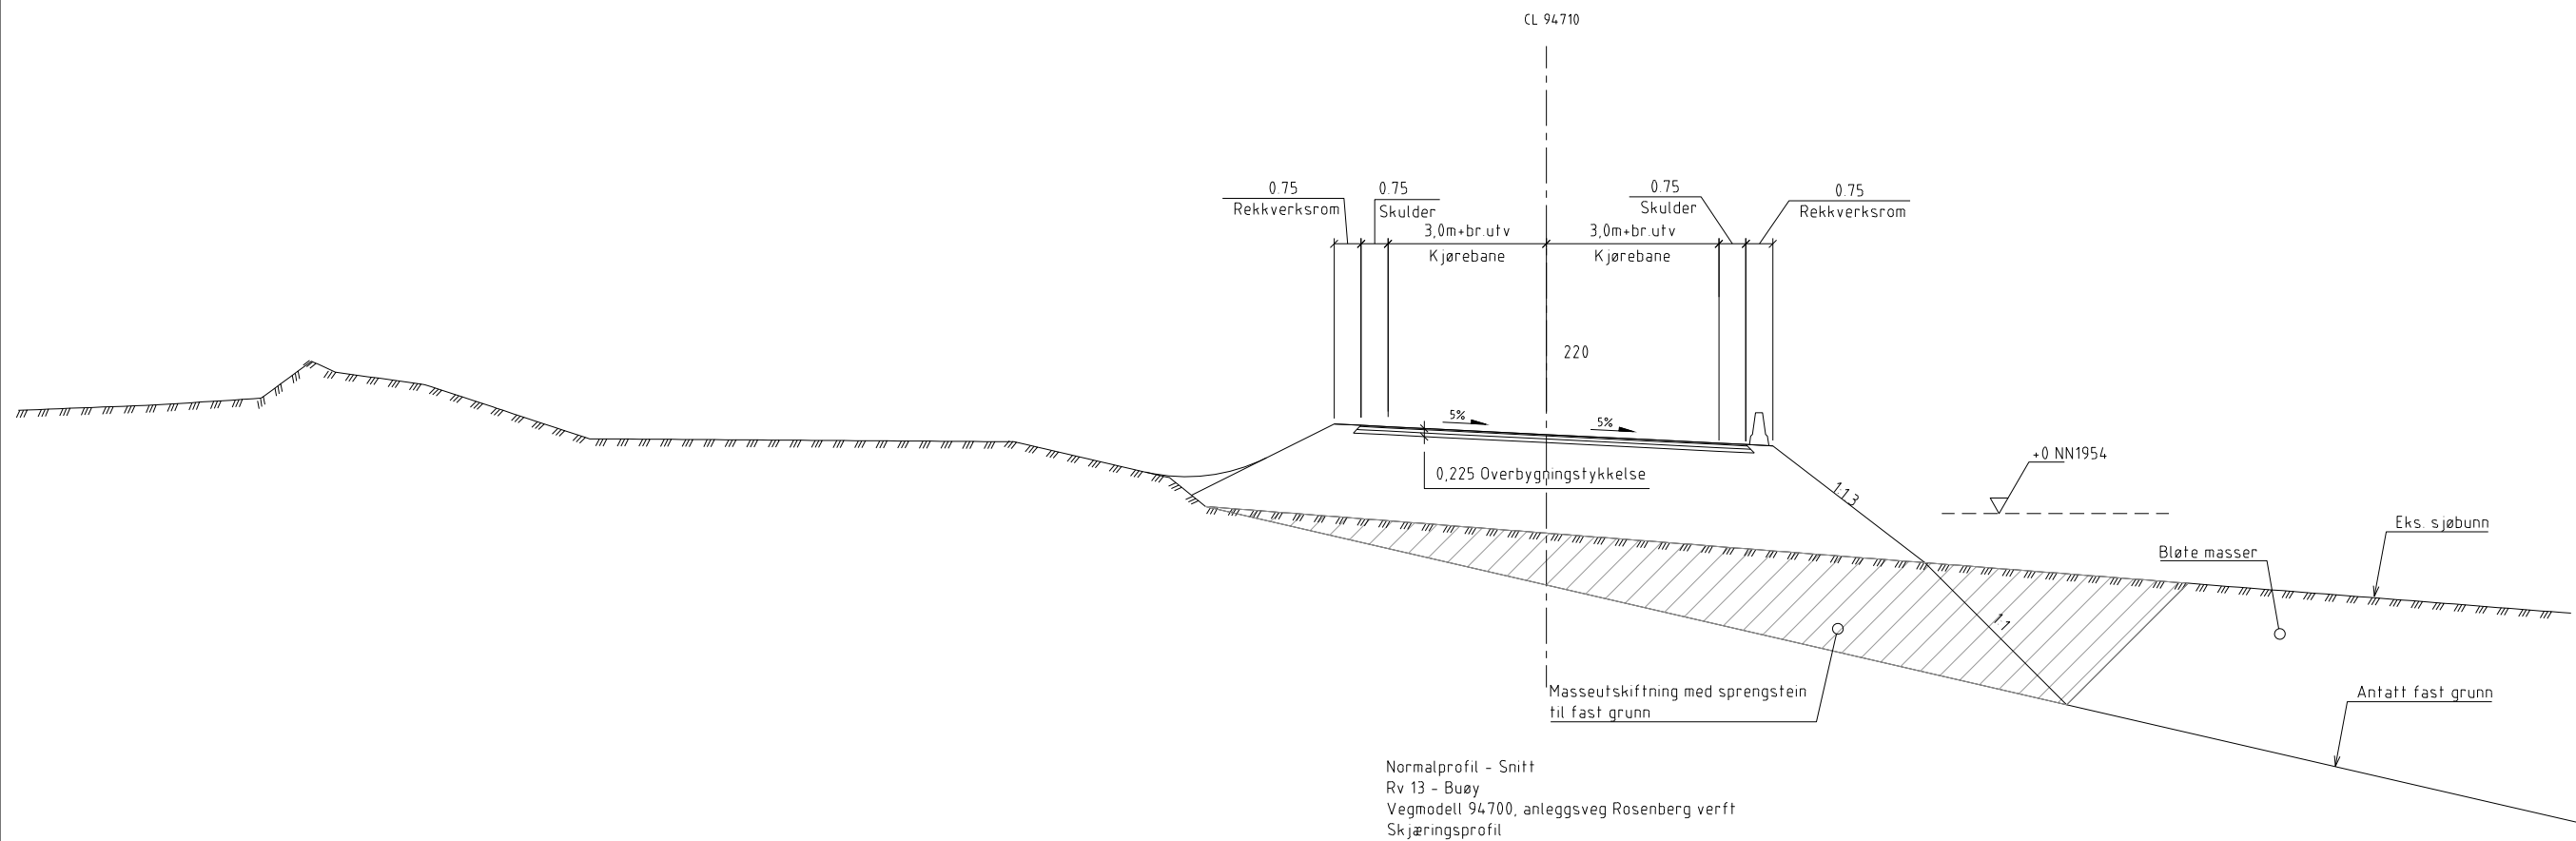 CL 94710
0.75
Rekkverksrom
0.75
Skulder
0.75
Skulder
0.75
Rekkverksrom
3,0m+br.utv
Kjørebane
3,0m+br.utv
Kjørebane
220
5%
5%
0,225 Overbygningstykkelse
1:1.3
+0 NN1954
Eks. sjøbunn
Bløte masser
1:1
Masseutskiftning med sprengstein
til fast grunn
Antatt fast grunn
Normalprofil - Snitt
Rv 13 - Buøy
Vegmodell 94700, anleggsveg Rosenberg verft
Skjæringsprofil